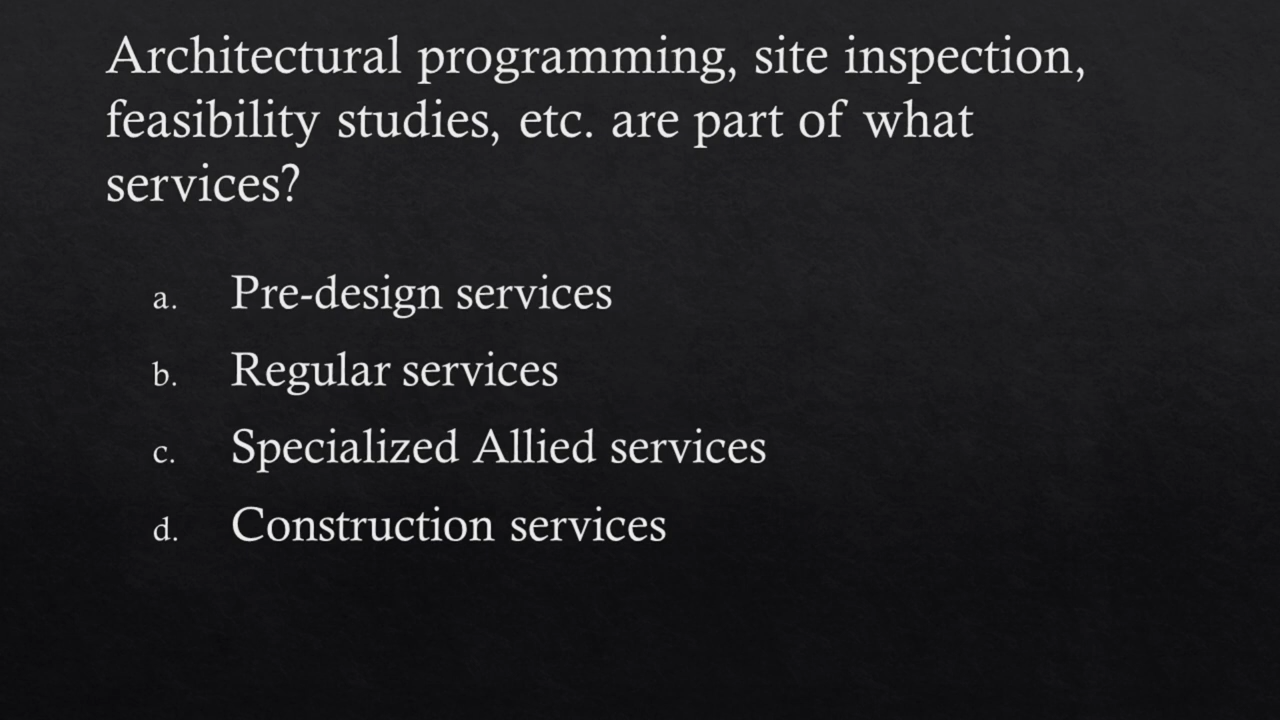 Architectural programming, site inspection,
feasibility studies, etc. are part of what
services?
a. Pre-design services
b. Regular services
c. Specialized Allied services
d. Construction services